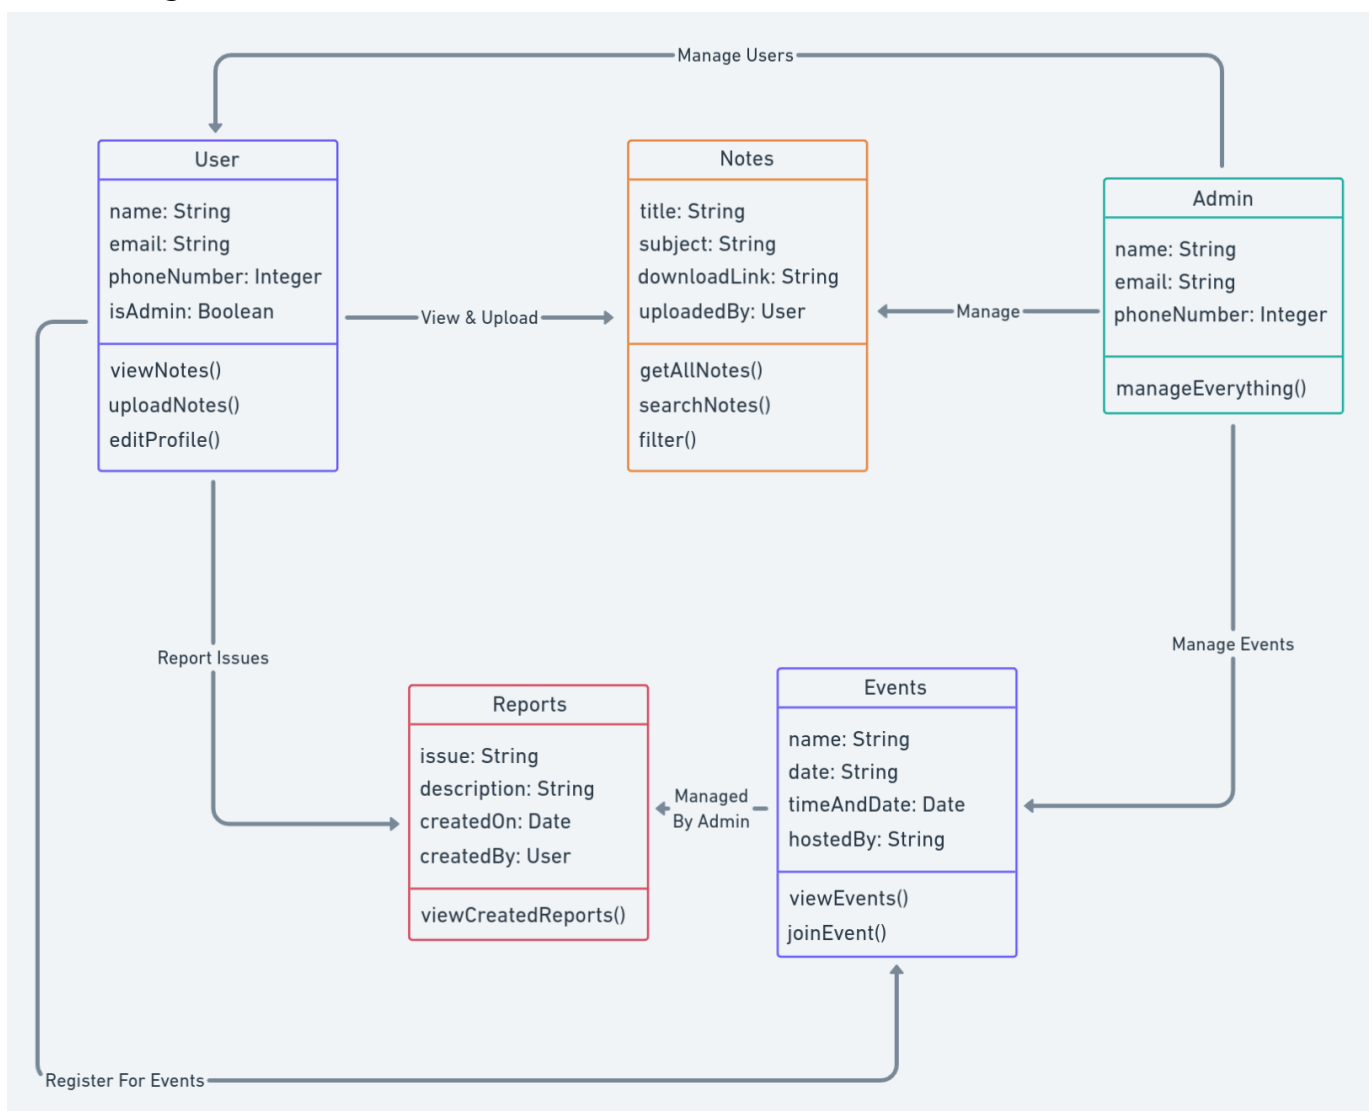 Manage Users
User
name: String
email: String
phoneNumber: Integer
isAdmin: Boolean
viewNotes()
uploadNotes()
editProfile()
View & Upload
Notes
title: String
subject: String
downloadLink: String
uploadedBy: User
getAllNotes()
searchNotes()
filter()
Manage
Admin
name: String
email: String
phoneNumber: Integer
manageEverything()
Report Issues
Manage Events
Reports
issue: String
description: String
createdOn: Date
createdBy: User
viewCreatedReports()
Managed
By Admin
Events
name: String
date: String
timeAndDate: Date
hostedBy: String
viewEvents()
joinEvent()
Register For Events